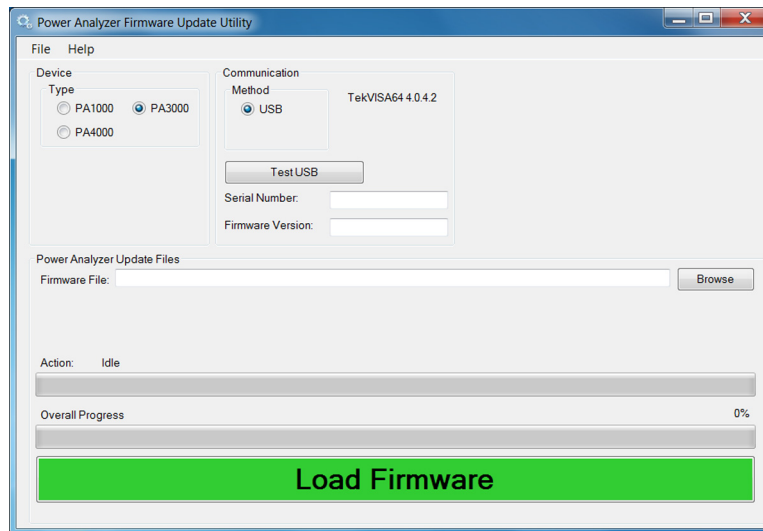 Power Analyzer Firmware Update Utility
File Help
Device
Type
PA1000 PA3000
PA4000
Communication
Method
USB
TekVISA64 4.0.4.2
Test USB
Serial Number:
Firmware Version:
Power Analyzer Update Files
Firmware File:
Browse
Action: Idle
Overall Progress 0%
Load Firmware